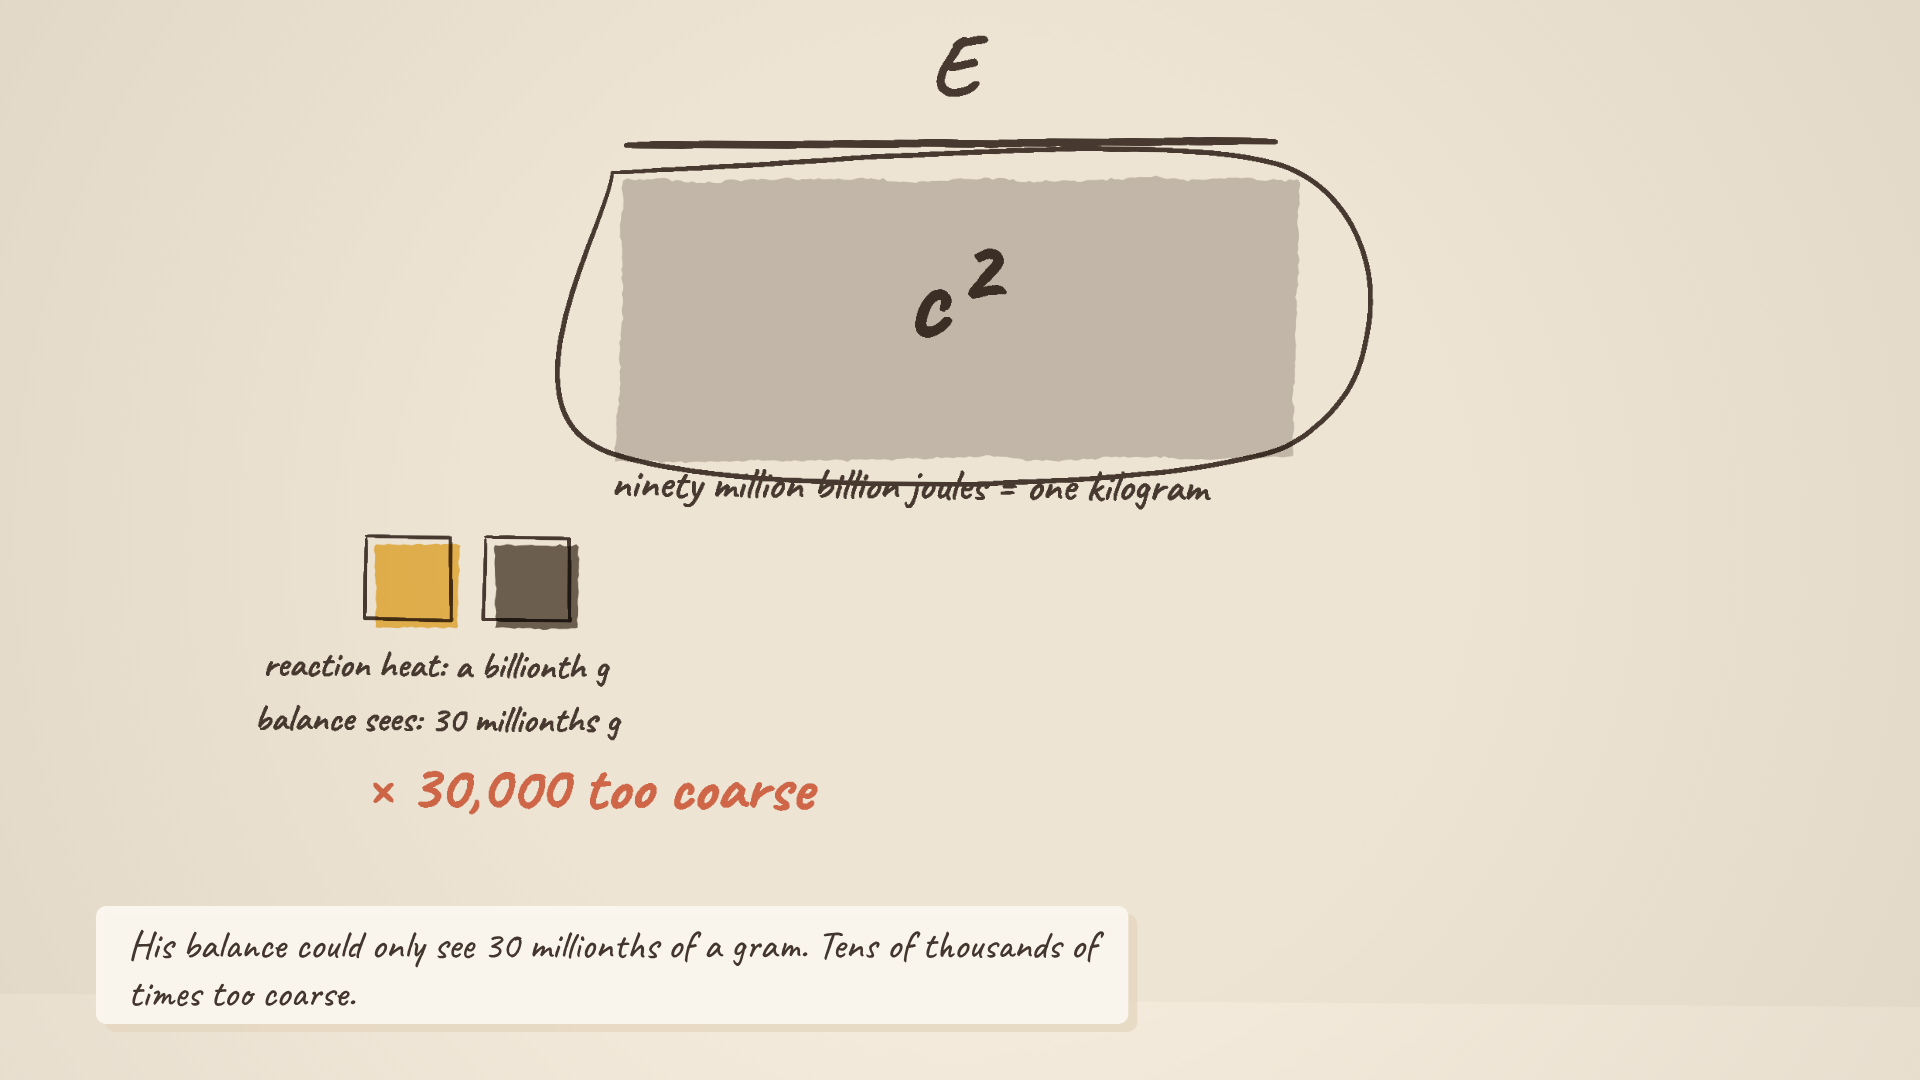 E
c²
ninety million billion joules = one kilogram
reaction heat: a billionth g
balance sees: 30 millionths g
× 30,000 too coarse
His balance could only see 30 millionths of a gram. Tens of thousands of
times too coarse.